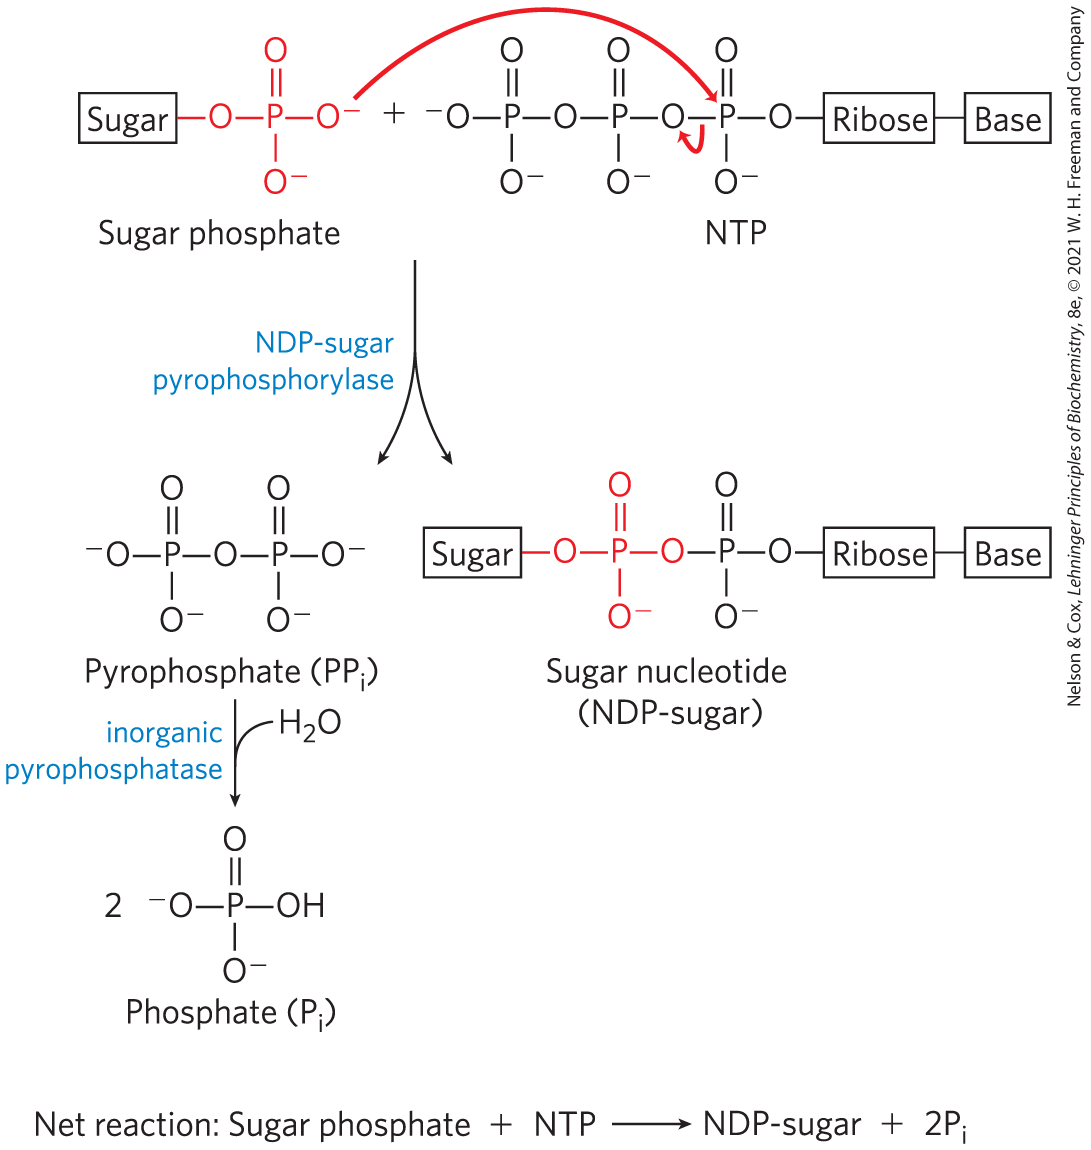 O O O O
Sugar —O—P—O⁻ + ⁻O—P—O—P—O—P—O— Ribose — Base
O⁻ O⁻ O⁻ O⁻
Sugar phosphate NTP
NDP-sugar
pyrophosphorylase
O O O O
⁻O—P—O—P—O⁻ Sugar —O—P—O—P—O— Ribose — Base
O⁻ O⁻ O⁻ O⁻
Pyrophosphate (PPᵢ) Sugar nucleotide
(NDP-sugar)
inorganic H₂O
pyrophosphatase
O
2 ⁻O—P—OH
O⁻
Phosphate (Pᵢ)
Net reaction: Sugar phosphate + NTP ⟶ NDP-sugar + 2Pᵢ
Nelson & Cox, Lehninger Principles of Biochemistry, 8e, © 2021 W. H. Freeman and Company